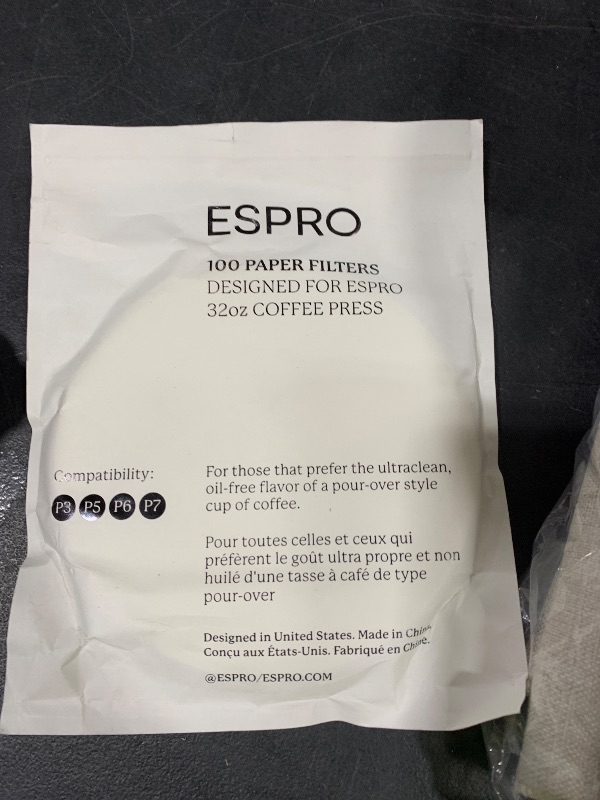 ESPRO
100 PAPER FILTERS
DESIGNED FOR ESPRO
32oz COFFEE PRESS
Compatibility:
P3 P5 P6 P7
For those that prefer the ultraclean,
oil-free flavor of a pour-over style
cup of coffee.
Pour toutes celles et ceux qui
préfèrent le goût ultra propre et non
huilé d'une tasse à café de type
pour-over
Designed in United States. Made in China.
Conçu aux États-Unis. Fabriqué en Chine.
@ESPRO/ESPRO.COM